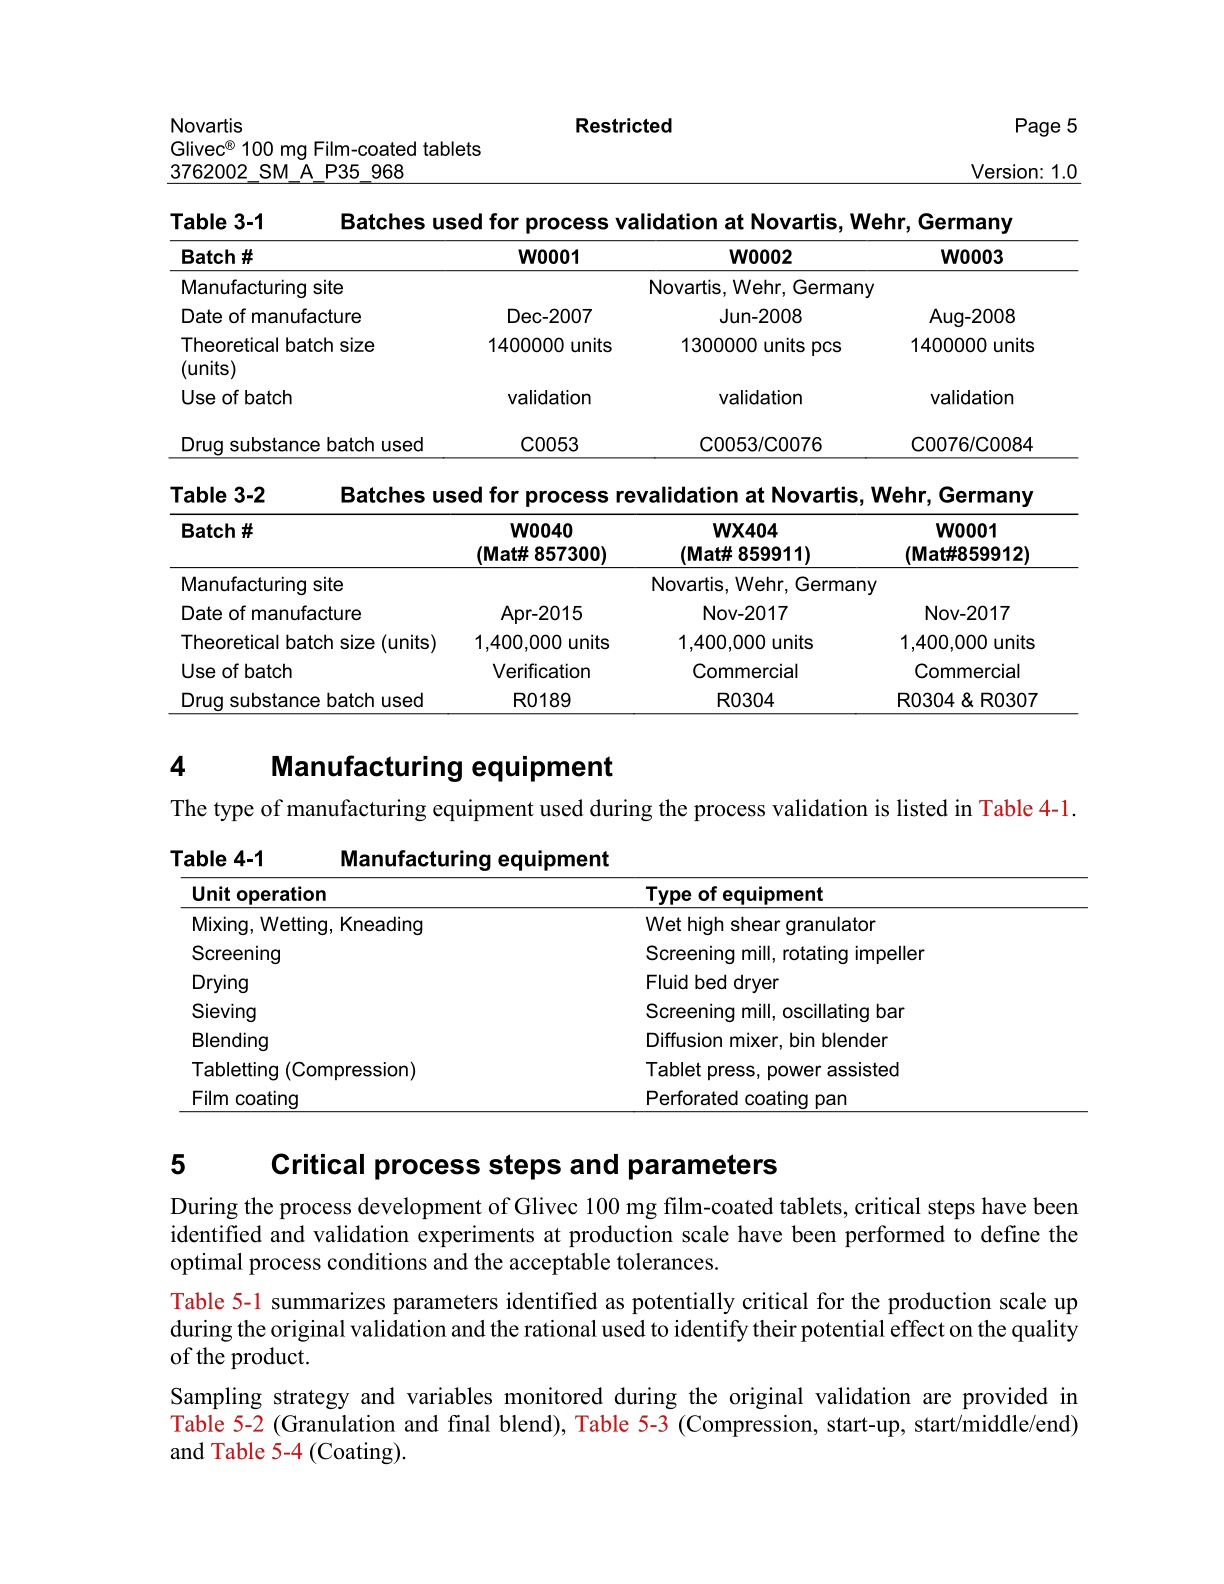 Novartis Restricted Page 5
Glivec® 100 mg Film-coated tablets
3762002_SM_A_P35_968 Version: 1.0
Table 3-1 Batches used for process validation at Novartis, Wehr, Germany
Batch # W0001 W0002 W0003
Manufacturing site Novartis, Wehr, Germany
Date of manufacture Dec-2007 Jun-2008 Aug-2008
Theoretical batch size 1400000 units 1300000 units pcs 1400000 units
(units)
Use of batch validation validation validation
Drug substance batch used C0053 C0053/C0076 C0076/C0084
Table 3-2 Batches used for process revalidation at Novartis, Wehr, Germany
Batch # W0040 WX404 W0001
(Mat# 857300) (Mat# 859911) (Mat#859912)
Manufacturing site Novartis, Wehr, Germany
Date of manufacture Apr-2015 Nov-2017 Nov-2017
Theoretical batch size (units) 1,400,000 units 1,400,000 units 1,400,000 units
Use of batch Verification Commercial Commercial
Drug substance batch used R0189 R0304 R0304 & R0307
4 Manufacturing equipment
The type of manufacturing equipment used during the process validation is listed in Table 4-1.
Table 4-1 Manufacturing equipment
Unit operation Type of equipment
Mixing, Wetting, Kneading Wet high shear granulator
Screening Screening mill, rotating impeller
Drying Fluid bed dryer
Sieving Screening mill, oscillating bar
Blending Diffusion mixer, bin blender
Tabletting (Compression) Tablet press, power assisted
Film coating Perforated coating pan
5 Critical process steps and parameters
During the process development of Glivec 100 mg film-coated tablets, critical steps have been
identified and validation experiments at production scale have been performed to define the
optimal process conditions and the acceptable tolerances.
Table 5-1 summarizes parameters identified as potentially critical for the production scale up
during the original validation and the rational used to identify their potential effect on the quality
of the product.
Sampling strategy and variables monitored during the original validation are provided in
Table 5-2 (Granulation and final blend), Table 5-3 (Compression, start-up, start/middle/end)
and Table 5-4 (Coating).